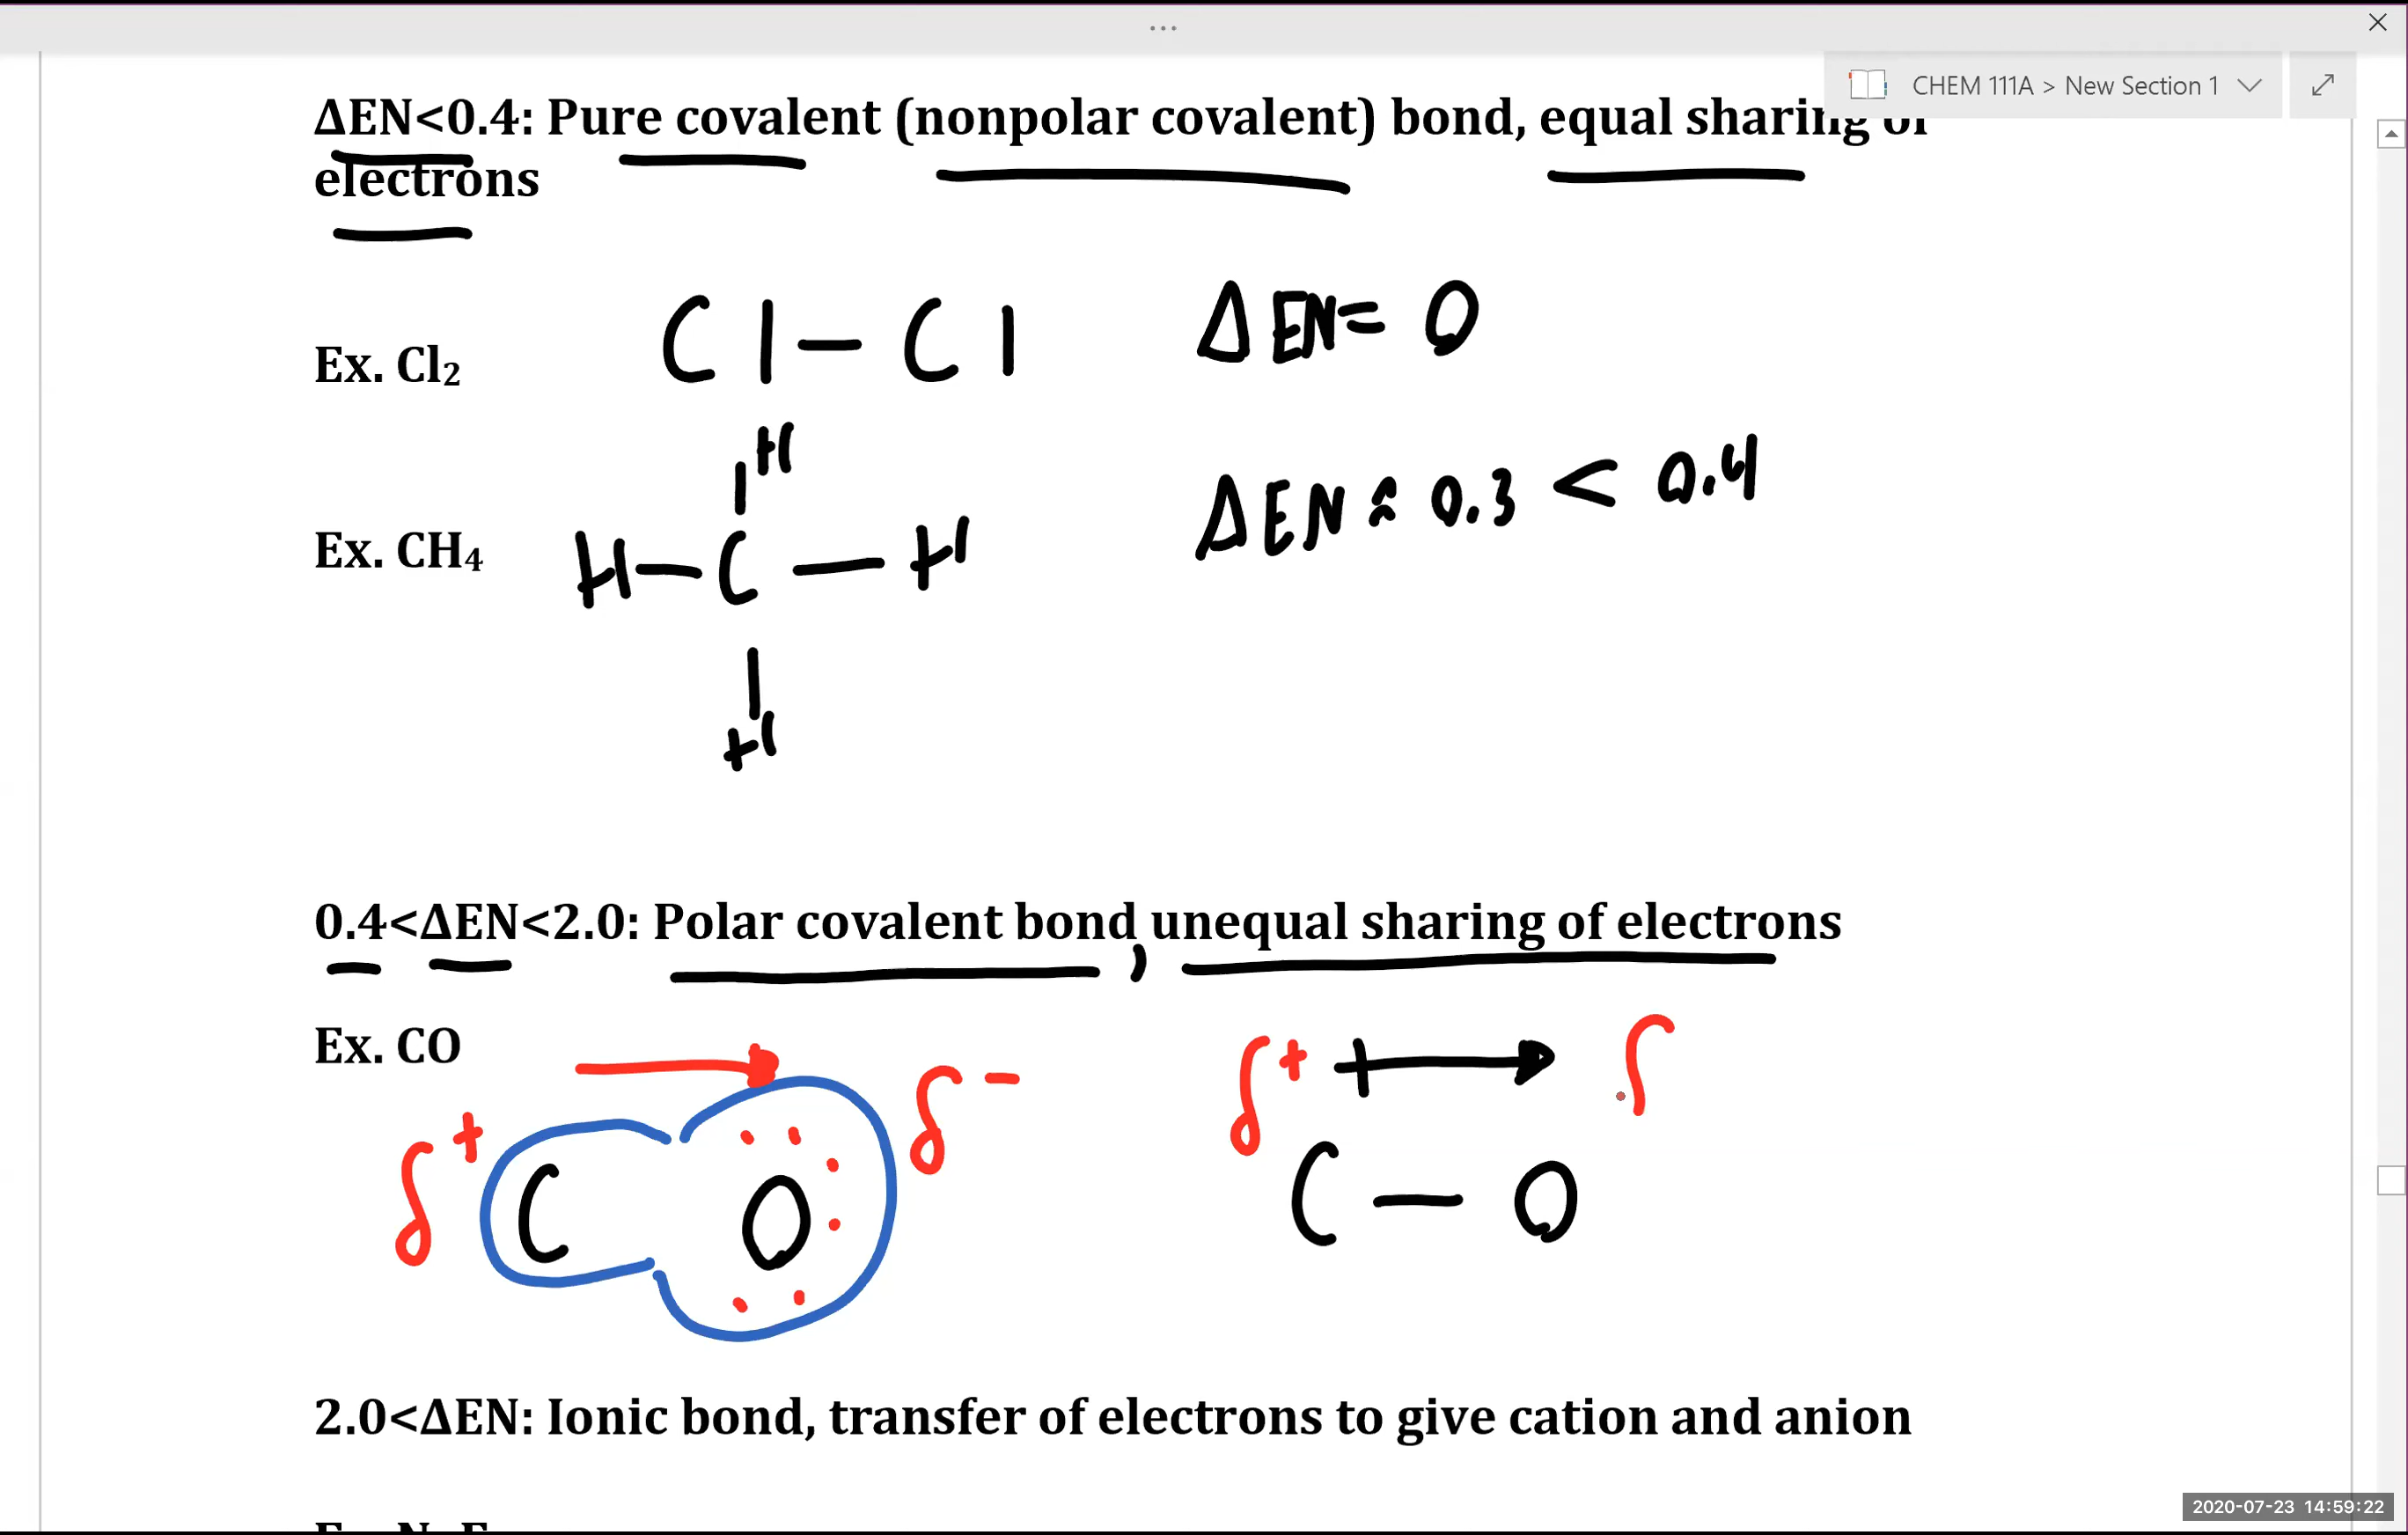 CHEM 111A > New Section 1
ΔEN<0.4: Pure covalent (nonpolar covalent) bond, equal sharing of
electrons
Ex. Cl₂ Cl – Cl ΔEN = 0
H
ΔEN ≈ 0.3 < 0.4
Ex. CH₄ H – C – H
H
0.4<ΔEN<2.0: Polar covalent bond, unequal sharing of electrons
Ex. CO
δ+ δ-
C O
δ+
C – O
2.0<ΔEN: Ionic bond, transfer of electrons to give cation and anion
2020-07-23 14:59:22